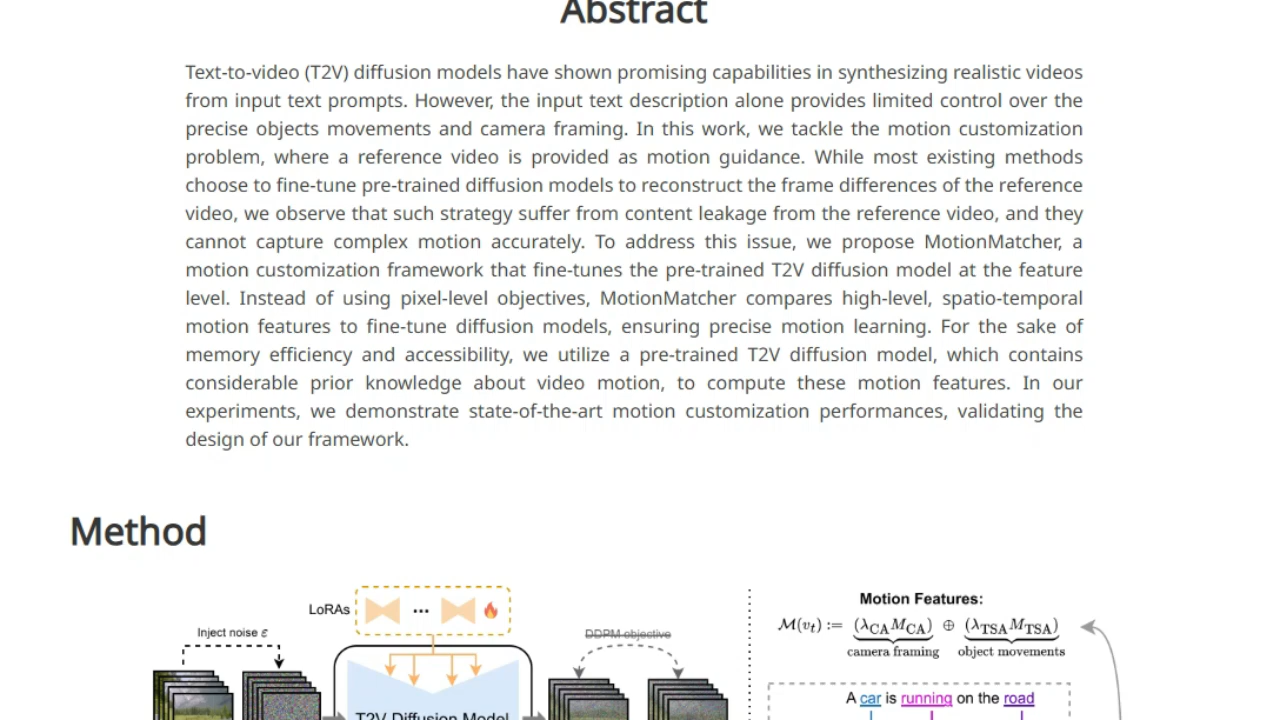 Abstract
Text-to-video (T2V) diffusion models have shown promising capabilities in synthesizing realistic videos
from input text prompts. However, the input text description alone provides limited control over the
precise objects movements and camera framing. In this work, we tackle the motion customization
problem, where a reference video is provided as motion guidance. While most existing methods
choose to fine-tune pre-trained diffusion models to reconstruct the frame differences of the reference
video, we observe that such strategy suffer from content leakage from the reference video, and they
cannot capture complex motion accurately. To address this issue, we propose MotionMatcher, a
motion customization framework that fine-tunes the pre-trained T2V diffusion model at the feature
level. Instead of using pixel-level objectives, MotionMatcher compares high-level, spatio-temporal
motion features to fine-tune diffusion models, ensuring precise motion learning. For the sake of
memory efficiency and accessibility, we utilize a pre-trained T2V diffusion model, which contains
considerable prior knowledge about video motion, to compute these motion features. In our
experiments, we demonstrate state-of-the-art motion customization performances, validating the
design of our framework.
Method
LoRAs ...
Inject noise ε
DDPM objective
T2V Diffusion Model
Motion Features:
M(vₜ) := (λ_CA M_CA) ⊕ (λ_TSA M_TSA)
camera framing object movements
A car is running on the road